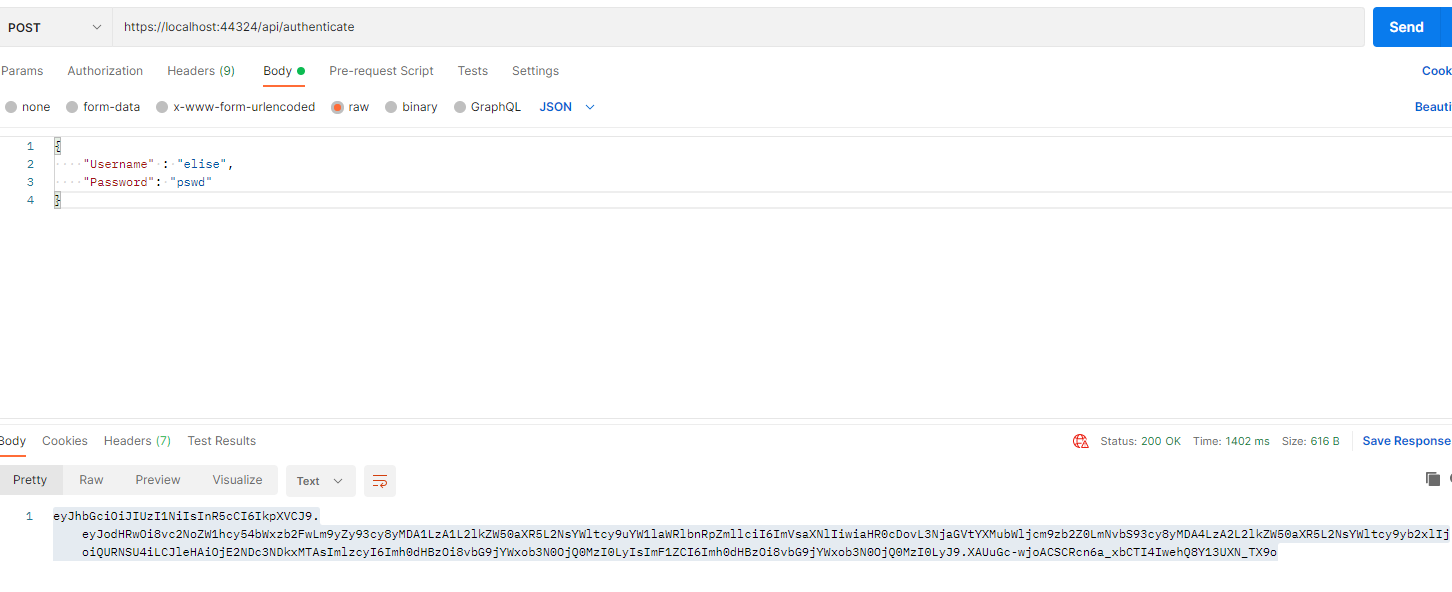 POST https://localhost:44324/api/authenticate Send
Params Authorization Headers (9) Body Pre-request Script Tests Settings Cook
none form-data x-www-form-urlencoded raw binary GraphQL JSON Beauti
1 {
2 "Username" : "elise",
3 "Password": "pswd"
4 }
Body Cookies Headers (7) Test Results Status: 200 OK Time: 1402 ms Size: 616 B Save Response
Pretty Raw Preview Visualize Text
1 eyJhbGciOiJIUzI1NiIsInR5cCI6IkpXVCJ9.
eyJodHRwOi8vc2NoZW1hcy54bWxzb2FwLm9yZy93cy8yMDA1LzA1L2lkZW50aXR5L2NsYWltcy9uYW1laWRlbnRpZmllciI6ImVsaXNlIiwiaHR0cDovL3NjaGVtYXMubWljcm9zb2Z0LmNvbS93cy8yMDA4LzA2L2lkZW50aXR5L2NsYWltcy9yb2xlIj
oiQURNSU4iLCJleHAiOjE2NDc3NDkxMTAsImlzcyI6Imh0dHBzOi8vbG9jYWxob3N0OjQ0MzI0LyIsImF1ZCI6Imh0dHBzOi8vbG9jYWxob3N0OjQ0MzI0LyJ9.XAUuGc-wjoACSCRcn6a_xbCTI4IwehQ8Y13UXN_TX9o